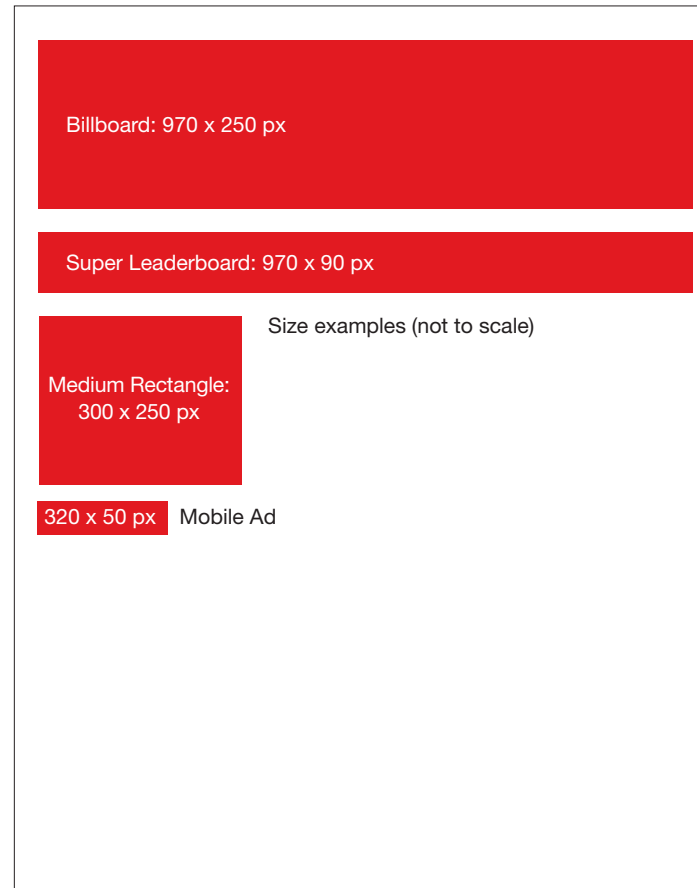 Billboard: 970 x 250 px
Super Leaderboard: 970 x 90 px
Size examples (not to scale)
Medium Rectangle:
300 x 250 px
320 x 50 px Mobile Ad